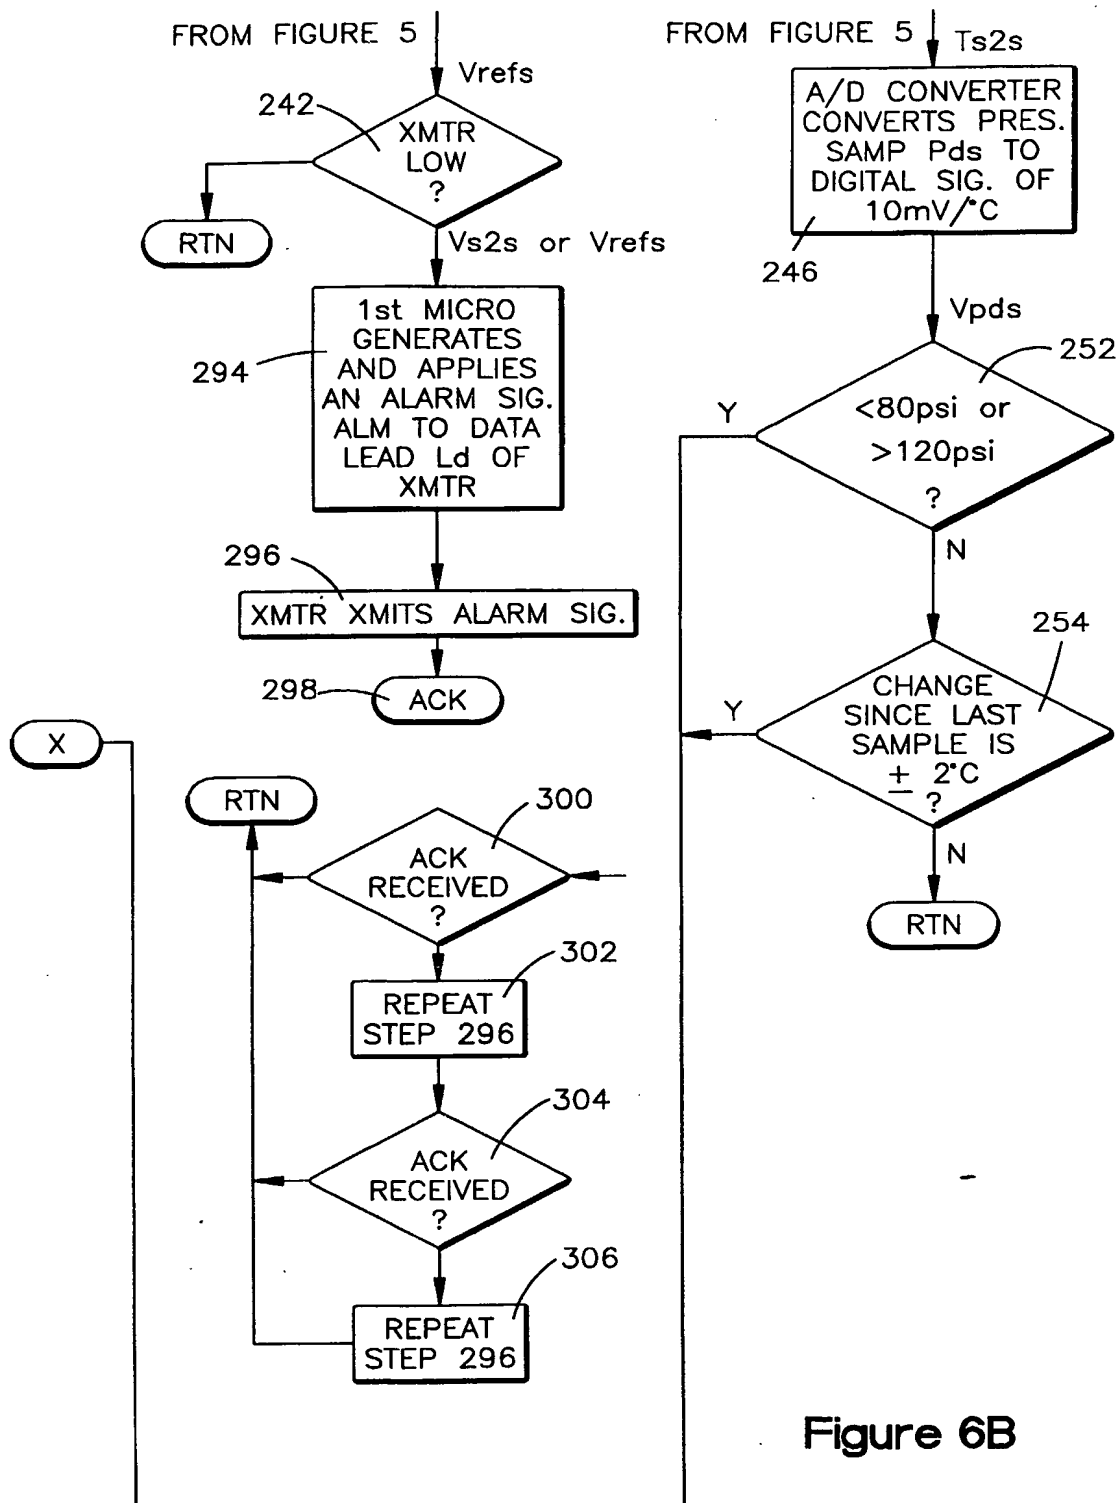 FROM FIGURE 5
Vrefs
242
XMTR
LOW
?
RTN
Vs2s or Vrefs
1st MICRO
GENERATES
AND APPLIES
AN ALARM SIG.
ALM TO DATA
LEAD Ld OF
XMTR
294
296
XMTR XMITS ALARM SIG.
298
ACK
X
RTN
300
ACK
RECEIVED
?
302
REPEAT
STEP 296
304
ACK
RECEIVED
?
306
REPEAT
STEP 296
FROM FIGURE 5
Ts2s
A/D CONVERTER
CONVERTS PRES.
SAMP Pds TO
DIGITAL SIG. OF
10mV/°C
246
Vpds
252
Y
<80psi or
>120psi
?
N
254
Y
CHANGE
SINCE LAST
SAMPLE IS
± 2°C
?
N
RTN
Figure 6B